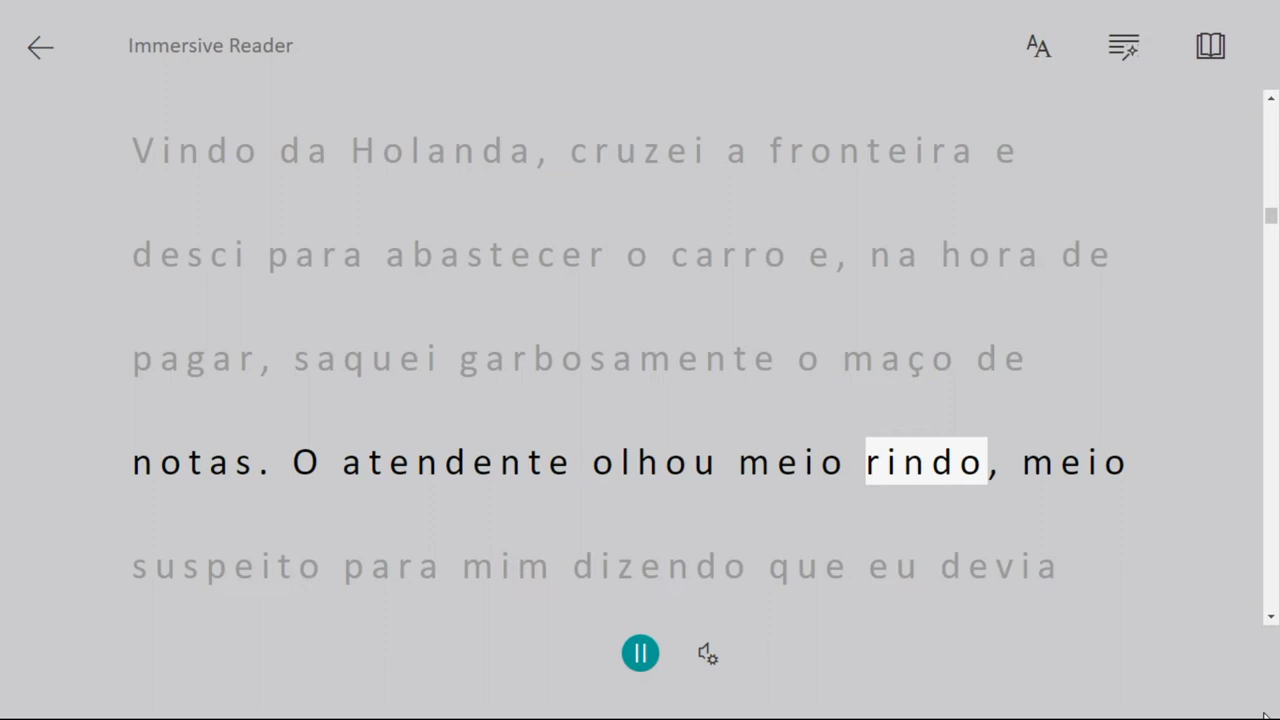 Immersive Reader
Vindo da Holanda, cruzei a fronteira e
desci para abastecer o carro e, na hora de
pagar, saquei garbosamente o maço de
notas. O atendente olhou meio rindo, meio
suspeito para mim dizendo que eu devia